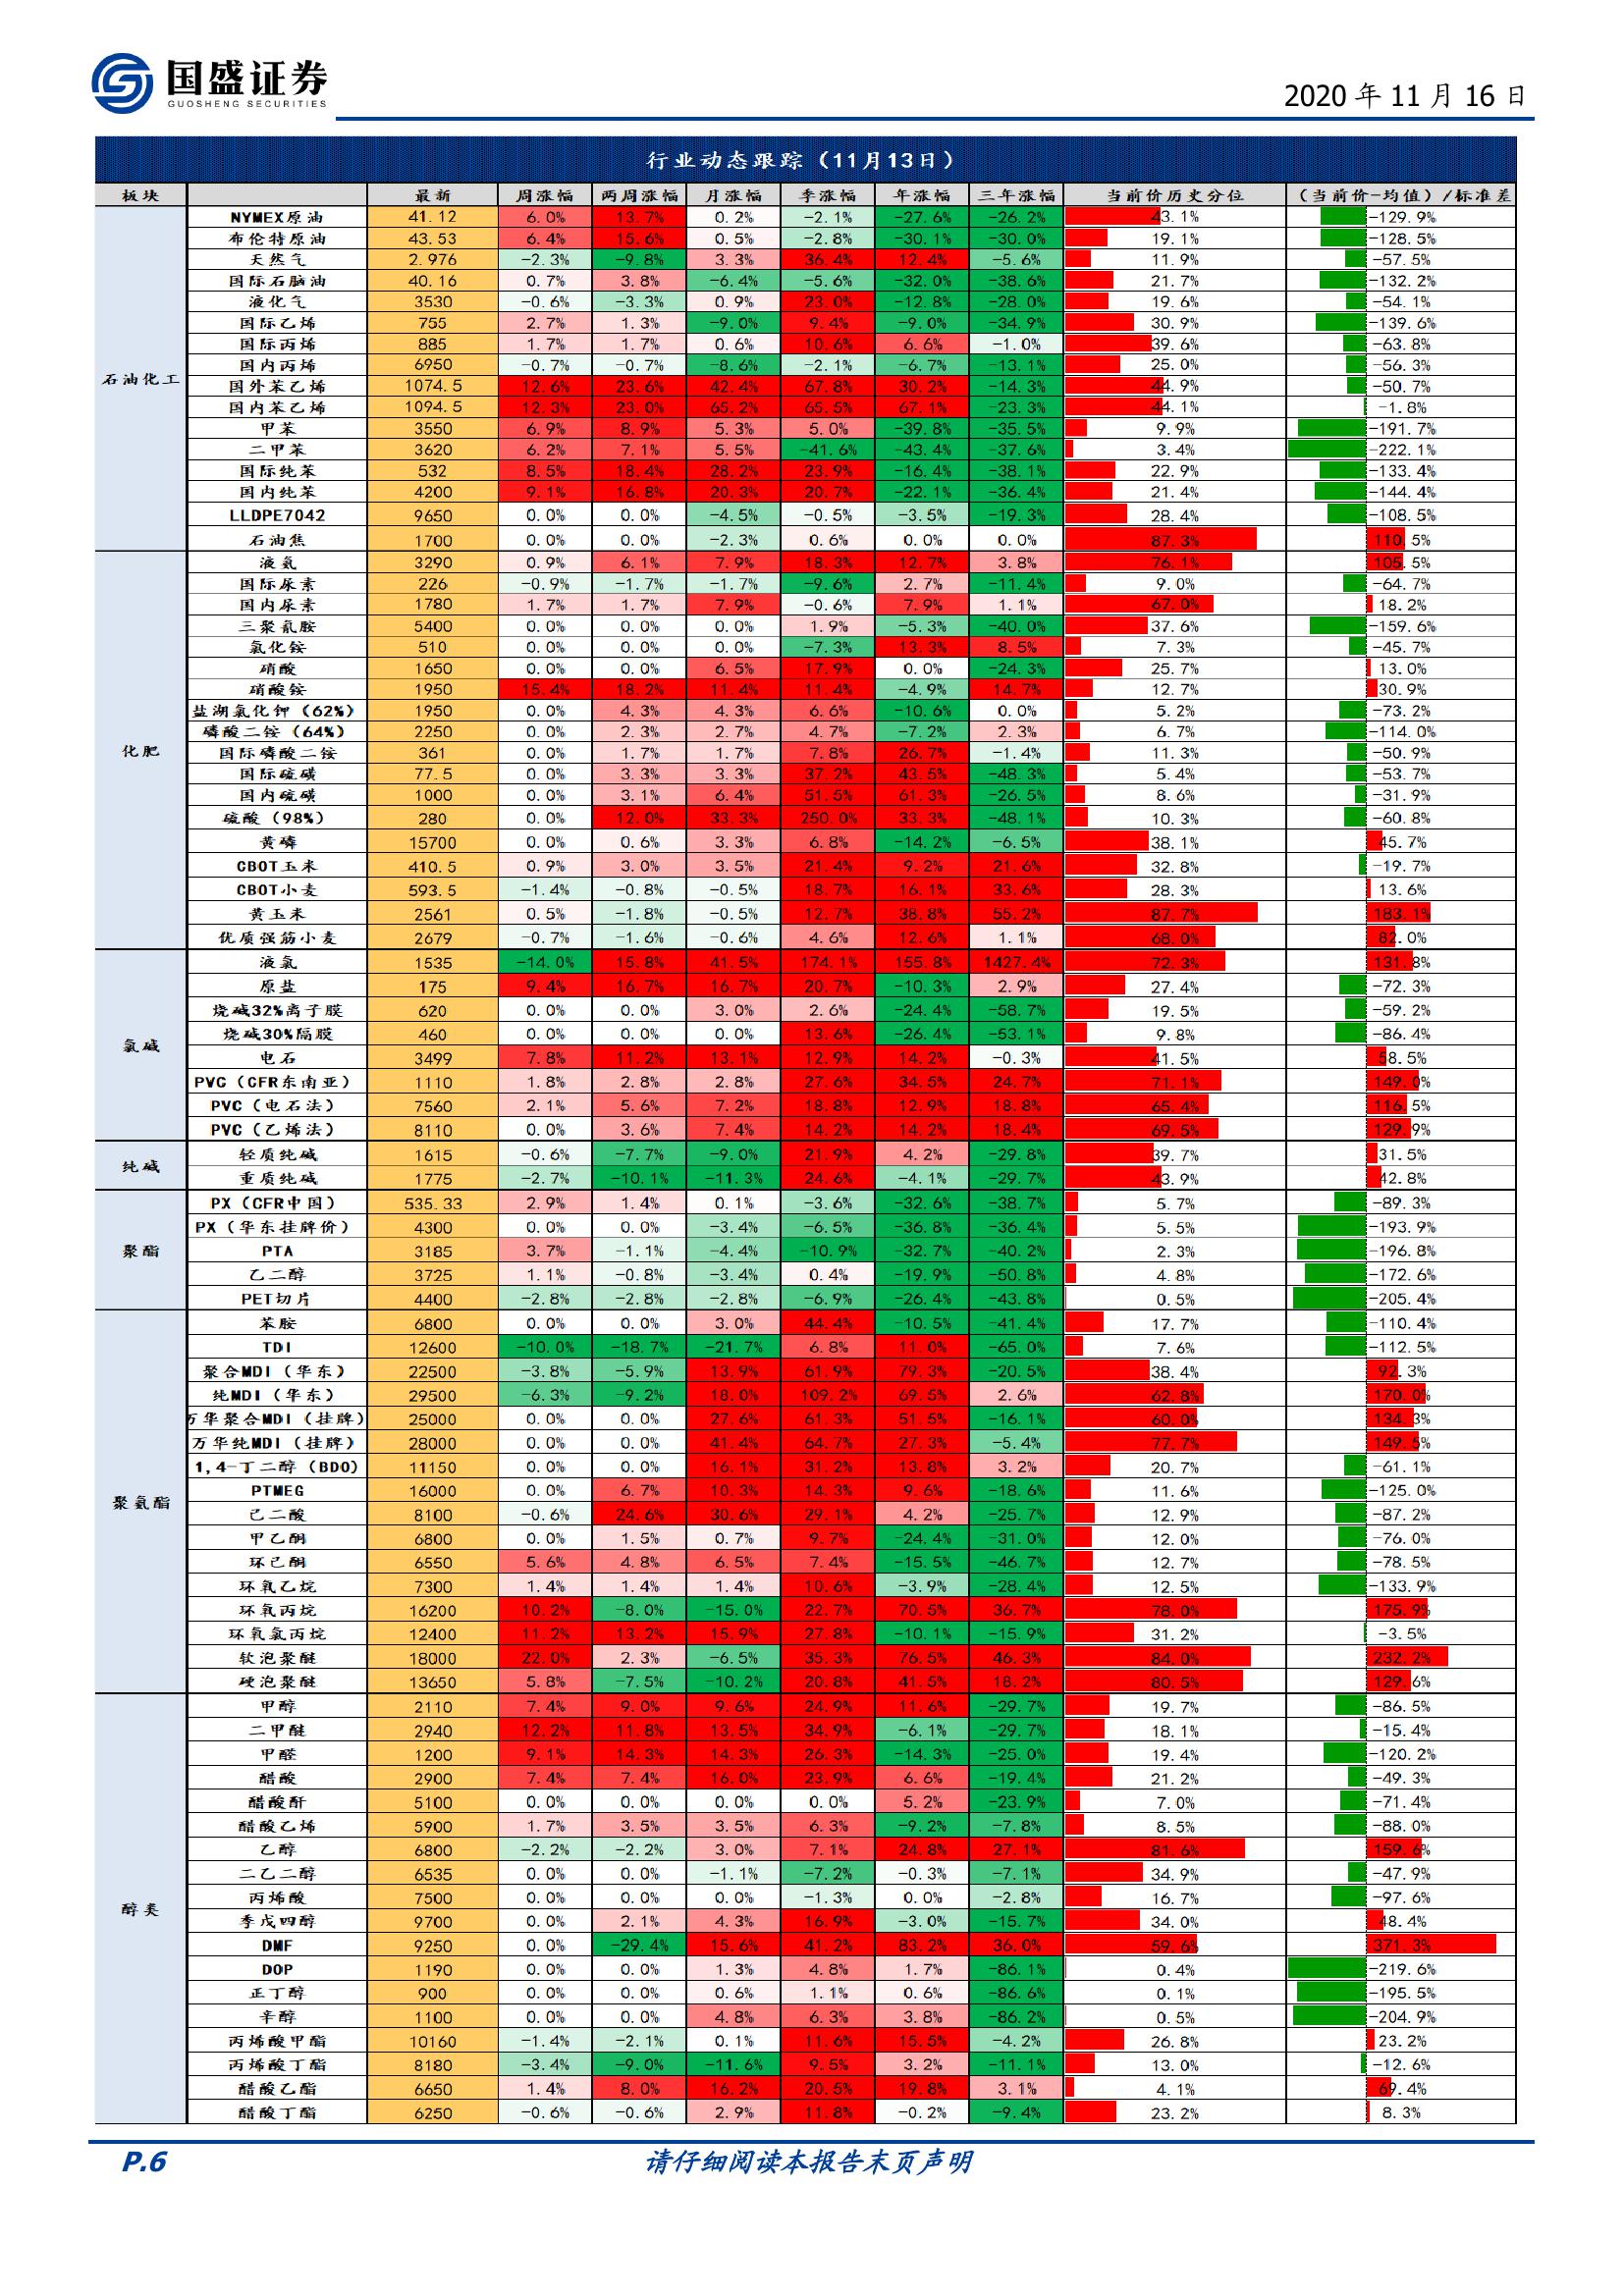 国盛证券
GUOSHENG SECURITIES
2020 年 11 月 16 日
行业动态跟踪（11月13日）
板块 最新 周涨幅 两周涨幅 月涨幅 季涨幅 年涨幅 三年涨幅 当前价历史分位 （当前价-均值）/标准差
石油化工
NYMEX原油 41.12 6.0% 13.7% 0.2% -2.1% -27.6% -26.2% 43.1% -129.9%
布伦特原油 43.53 6.4% 15.6% 0.5% -2.8% -30.1% -30.0% 19.1% -128.5%
天然气 2.976 -2.3% -9.8% 3.3% 36.4% 12.4% -5.6% 11.9% -57.5%
国际石脑油 40.16 0.7% 3.8% -6.4% -5.6% -32.0% -38.6% 21.7% -132.2%
液化气 3530 -0.6% -3.3% 0.9% 23.0% -12.8% -28.0% 19.6% -54.1%
国际乙烯 755 2.7% 1.3% -9.0% 9.4% -9.0% -34.9% 30.9% -139.6%
国际丙烯 885 1.7% 1.7% 0.6% 10.6% 6.6% -1.0% 39.6% -63.8%
国内丙烯 6950 -0.7% -0.7% -8.6% -2.1% -6.7% -13.1% 25.0% -56.3%
国外苯乙烯 1074.5 12.6% 23.6% 42.4% 67.8% 30.2% -14.3% 44.9% -50.7%
国内苯乙烯 1094.5 12.3% 23.0% 65.2% 65.5% 67.1% -23.3% 44.1% -1.8%
甲苯 3550 6.9% 8.9% 5.3% 5.0% -39.8% -35.5% 9.9% -191.7%
二甲苯 3620 6.2% 7.1% 5.5% -41.6% -43.4% -37.6% 3.4% -222.1%
国际纯苯 532 8.5% 18.4% 28.2% 23.9% -16.4% -38.1% 22.9% -133.4%
国内纯苯 4200 9.1% 16.8% 20.3% 20.7% -22.1% -36.4% 21.4% -144.4%
LLDPE7042 9650 0.0% 0.0% -4.5% -0.5% -3.5% -19.3% 28.4% -108.5%
石油焦 1700 0.0% 0.0% -2.3% 0.6% 0.0% 0.0% 87.3% 110.5%
化肥
液氨 3290 0.9% 6.1% 7.9% 18.3% 12.7% 3.8% 76.1% 105.5%
国际尿素 226 -0.9% -1.7% -1.7% -9.6% 2.7% -11.4% 9.0% -64.7%
国内尿素 1780 1.7% 1.7% 7.9% -0.6% 7.9% 1.1% 67.0% 18.2%
三聚氰胺 5400 0.0% 0.0% 0.0% 1.9% -5.3% -40.0% 37.6% -159.6%
氯化铵 510 0.0% 0.0% 0.0% -7.3% 13.3% 8.5% 7.3% -45.7%
硝酸 1650 0.0% 0.0% 6.5% 17.9% 0.0% -24.3% 25.7% 13.0%
硝酸铵 1950 15.4% 18.2% 11.4% 11.4% -4.9% 14.7% 12.7% 30.9%
盐湖氯化钾（62%） 1950 0.0% 4.3% 4.3% 6.6% -10.6% 0.0% 5.2% -73.2%
磷酸二铵（64%） 2250 0.0% 2.3% 2.7% 4.7% -7.2% 2.3% 6.7% -114.0%
国际磷酸二铵 361 0.0% 1.7% 1.7% 7.8% 26.7% -1.4% 11.3% -50.9%
国际硫磺 77.5 0.0% 3.3% 3.3% 37.2% 43.5% -48.3% 5.4% -53.7%
国内硫磺 1000 0.0% 3.1% 6.4% 51.5% 61.3% -26.5% 8.6% -31.9%
硫酸（98%） 280 0.0% 12.0% 33.3% 250.0% 33.3% -48.1% 10.3% -60.8%
黄磷 15700 0.0% 0.6% 3.3% 6.8% -14.2% -6.5% 38.1% 45.7%
CBOT玉米 410.5 0.9% 3.0% 3.5% 21.4% 9.2% 21.6% 32.8% -19.7%
CBOT小麦 593.5 -1.4% -0.8% -0.5% 18.7% 16.1% 33.6% 28.3% 13.6%
黄玉米 2561 0.5% -1.8% -0.5% 12.7% 38.8% 55.2% 87.7% 183.1%
优质强筋小麦 2679 -0.7% -1.6% -0.6% 4.6% 12.6% 1.1% 68.0% 82.0%
氯碱
液氯 1535 -14.0% 15.8% 41.5% 174.1% 155.8% 1427.4% 72.3% 131.8%
原盐 175 9.4% 16.7% 16.7% 20.7% -10.3% 2.9% 27.4% -72.3%
烧碱32%离子膜 620 0.0% 0.0% 3.0% 2.6% -24.4% -58.7% 19.5% -59.2%
烧碱30%隔膜 460 0.0% 0.0% 0.0% 13.6% -26.4% -53.1% 9.8% -86.4%
电石 3499 7.8% 11.2% 13.1% 12.9% 14.2% -0.3% 41.5% 58.5%
PVC（CFR东南亚） 1110 1.8% 2.8% 2.8% 27.6% 34.5% 24.7% 71.1% 149.0%
PVC（电石法） 7560 2.1% 5.6% 7.2% 18.8% 12.9% 18.8% 65.4% 116.5%
PVC（乙烯法） 8110 0.0% 3.6% 7.4% 14.2% 14.2% 18.4% 69.5% 129.9%
纯碱
轻质纯碱 1615 -0.6% -7.7% -9.0% 21.9% 4.2% -29.8% 39.7% 31.5%
重质纯碱 1775 -2.7% -10.1% -11.3% 24.6% -4.1% -29.7% 43.9% 42.8%
聚酯
PX（CFR中国） 535.33 2.9% 1.4% 0.1% -3.6% -32.6% -38.7% 5.7% -89.3%
PX（华东挂牌价） 4300 0.0% 0.0% -3.4% -6.5% -36.8% -36.4% 5.5% -193.9%
PTA 3185 3.7% -1.1% -4.4% -10.9% -32.7% -40.2% 2.3% -196.8%
乙二醇 3725 1.1% -0.8% -3.4% 0.4% -19.9% -50.8% 4.8% -172.6%
PET切片 4400 -2.8% -2.8% -2.8% -6.9% -26.4% -43.8% 0.5% -205.4%
聚氨酯
苯胺 6800 0.0% 0.0% 3.0% 44.4% -10.5% -41.4% 17.7% -110.4%
TDI 12600 -10.0% -18.7% -21.7% 6.8% 11.0% -65.0% 7.6% -112.5%
聚合MDI（华东） 22500 -3.8% -5.9% 13.9% 61.9% 79.3% -20.5% 38.4% 92.3%
纯MDI（华东） 29500 -6.3% -9.2% 18.0% 109.2% 69.5% 2.6% 62.8% 170.0%
万华聚合MDI（挂牌） 25000 0.0% 0.0% 27.6% 61.3% 51.5% -16.1% 60.0% 134.3%
万华纯MDI（挂牌） 28000 0.0% 0.0% 41.4% 64.7% 27.3% -5.4% 77.7% 149.5%
1,4-丁二醇（BDO） 11150 0.0% 0.0% 16.1% 31.2% 13.8% 3.2% 20.7% -61.1%
PTMEG 16000 0.0% 6.7% 10.3% 14.3% 9.6% -18.6% 11.6% -125.0%
己二酸 8100 -0.6% 24.6% 30.6% 29.1% 4.2% -25.7% 12.9% -87.2%
甲乙酮 6800 0.0% 1.5% 0.7% 9.7% -24.4% -31.0% 12.0% -76.0%
环己酮 6550 5.6% 4.8% 6.5% 7.4% -15.5% -46.7% 12.7% -78.5%
环氧乙烷 7300 1.4% 1.4% 1.4% 10.6% -3.9% -28.4% 12.5% -133.9%
环氧丙烷 16200 10.2% -8.0% -15.0% 22.7% 70.5% 36.7% 78.0% 175.9%
环氧氯丙烷 12400 11.2% 13.2% 15.9% 27.8% -10.1% -15.9% 31.2% -3.5%
软泡聚醚 18000 22.0% 2.3% -6.5% 35.3% 76.5% 46.3% 84.0% 232.2%
硬泡聚醚 13650 5.8% -7.5% -10.2% 20.8% 41.5% 18.2% 80.5% 129.6%
醇类
甲醇 2110 7.4% 9.0% 9.6% 24.9% 11.6% -29.7% 19.7% -86.5%
二甲醚 2940 12.2% 11.8% 13.5% 34.9% -6.1% -29.7% 18.1% -15.4%
甲醛 1200 9.1% 14.3% 14.3% 26.3% -14.3% -25.0% 19.4% -120.2%
醋酸 2900 7.4% 7.4% 16.0% 23.9% 6.6% -19.4% 21.2% -49.3%
醋酸酐 5100 0.0% 0.0% 0.0% 0.0% 5.2% -23.9% 7.0% -71.4%
醋酸乙烯 5900 1.7% 3.5% 3.5% 6.3% -9.2% -7.8% 8.5% -88.0%
乙醇 6800 -2.2% -2.2% 3.0% 7.1% 24.8% 27.1% 81.6% 159.6%
二乙二醇 6535 0.0% 0.0% -1.1% -7.2% -0.3% -7.1% 34.9% -47.9%
丙烯酸 7500 0.0% 0.0% 0.0% -1.3% 0.0% -2.8% 16.7% -97.6%
季戊四醇 9700 0.0% 2.1% 4.3% 16.9% -3.0% -15.7% 34.0% 48.4%
DMF 9250 0.0% -29.4% 15.6% 41.2% 83.2% 36.0% 59.6% 371.3%
DOP 1190 0.0% 0.0% 1.3% 4.8% 1.7% -86.1% 0.4% -219.6%
正丁醇 900 0.0% 0.0% 0.6% 1.1% 0.6% -86.6% 0.1% -195.5%
辛醇 1100 0.0% 0.0% 4.8% 6.3% 3.8% -86.2% 0.5% -204.9%
丙烯酸甲酯 10160 -1.4% -2.1% 0.1% 11.6% 15.5% -4.2% 26.8% 23.2%
丙烯酸丁酯 8180 -3.4% -9.0% -11.6% 9.5% 3.2% -11.1% 13.0% -12.6%
醋酸乙酯 6650 1.4% 8.0% 16.2% 20.5% 19.8% 3.1% 4.1% 69.4%
醋酸丁酯 6250 -0.6% -0.6% 2.9% 11.8% -0.2% -9.4% 23.2% 8.3%
P.6
请仔细阅读本报告末页声明